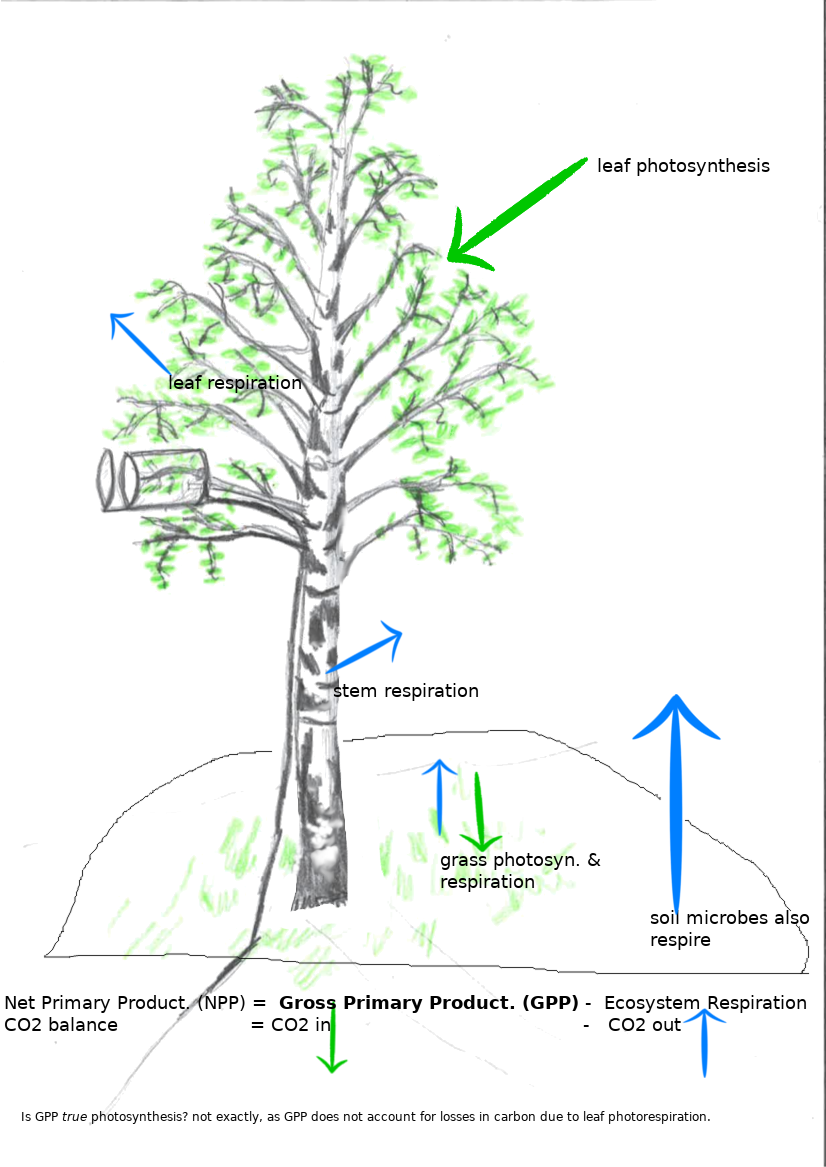 leaf photosynthesis
leaf respiration
stem respiration
grass photosyn. &
respiration
soil microbes also
respire
Net Primary Product. (NPP) = Gross Primary Product. (GPP) - Ecosystem Respiration
CO2 balance = CO2 in - CO2 out
Is GPP true photosynthesis? not exactly, as GPP does not account for losses in carbon due to leaf photorespiration.